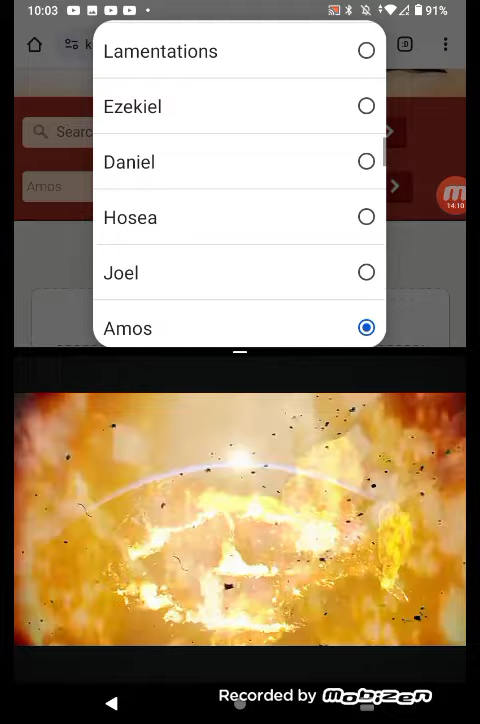 10:03
91%
k
:D
Lamentations
Searc
Ezekiel
Daniel
Amos
14:10
Hosea
Joel
Amos
Recorded by Mobizen